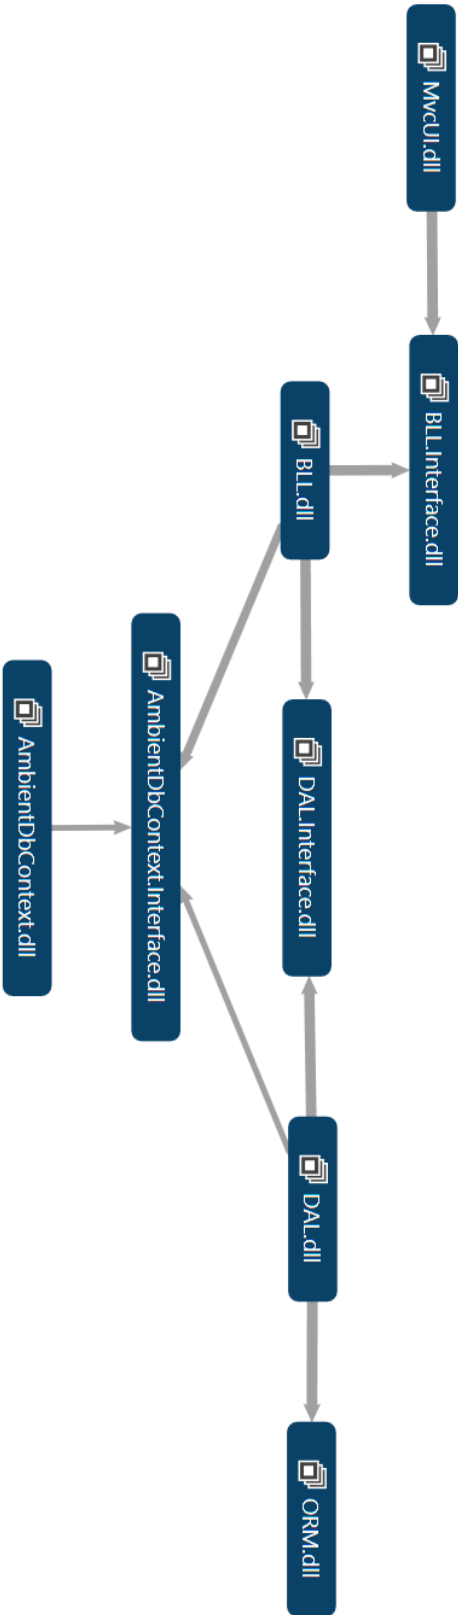 MvcUI.dll
BLL.Interface.dll
BLL.dll
DAL.Interface.dll
DAL.dll
ORM.dll
AmbientDbContext.Interface.dll
AmbientDbContext.dll